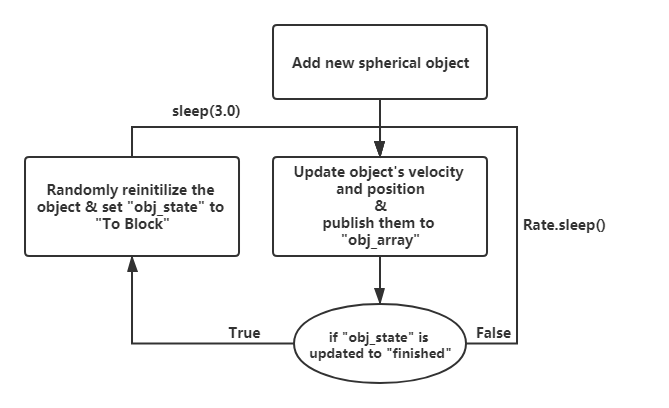 Add new spherical object
sleep(3.0)
Randomly reinitilize the
object & set "obj_state" to
"To Block"
Update object's velocity
and position
&
publish them to
"obj_array"
Rate.sleep()
True
if "obj_state" is
updated to "finished"
False